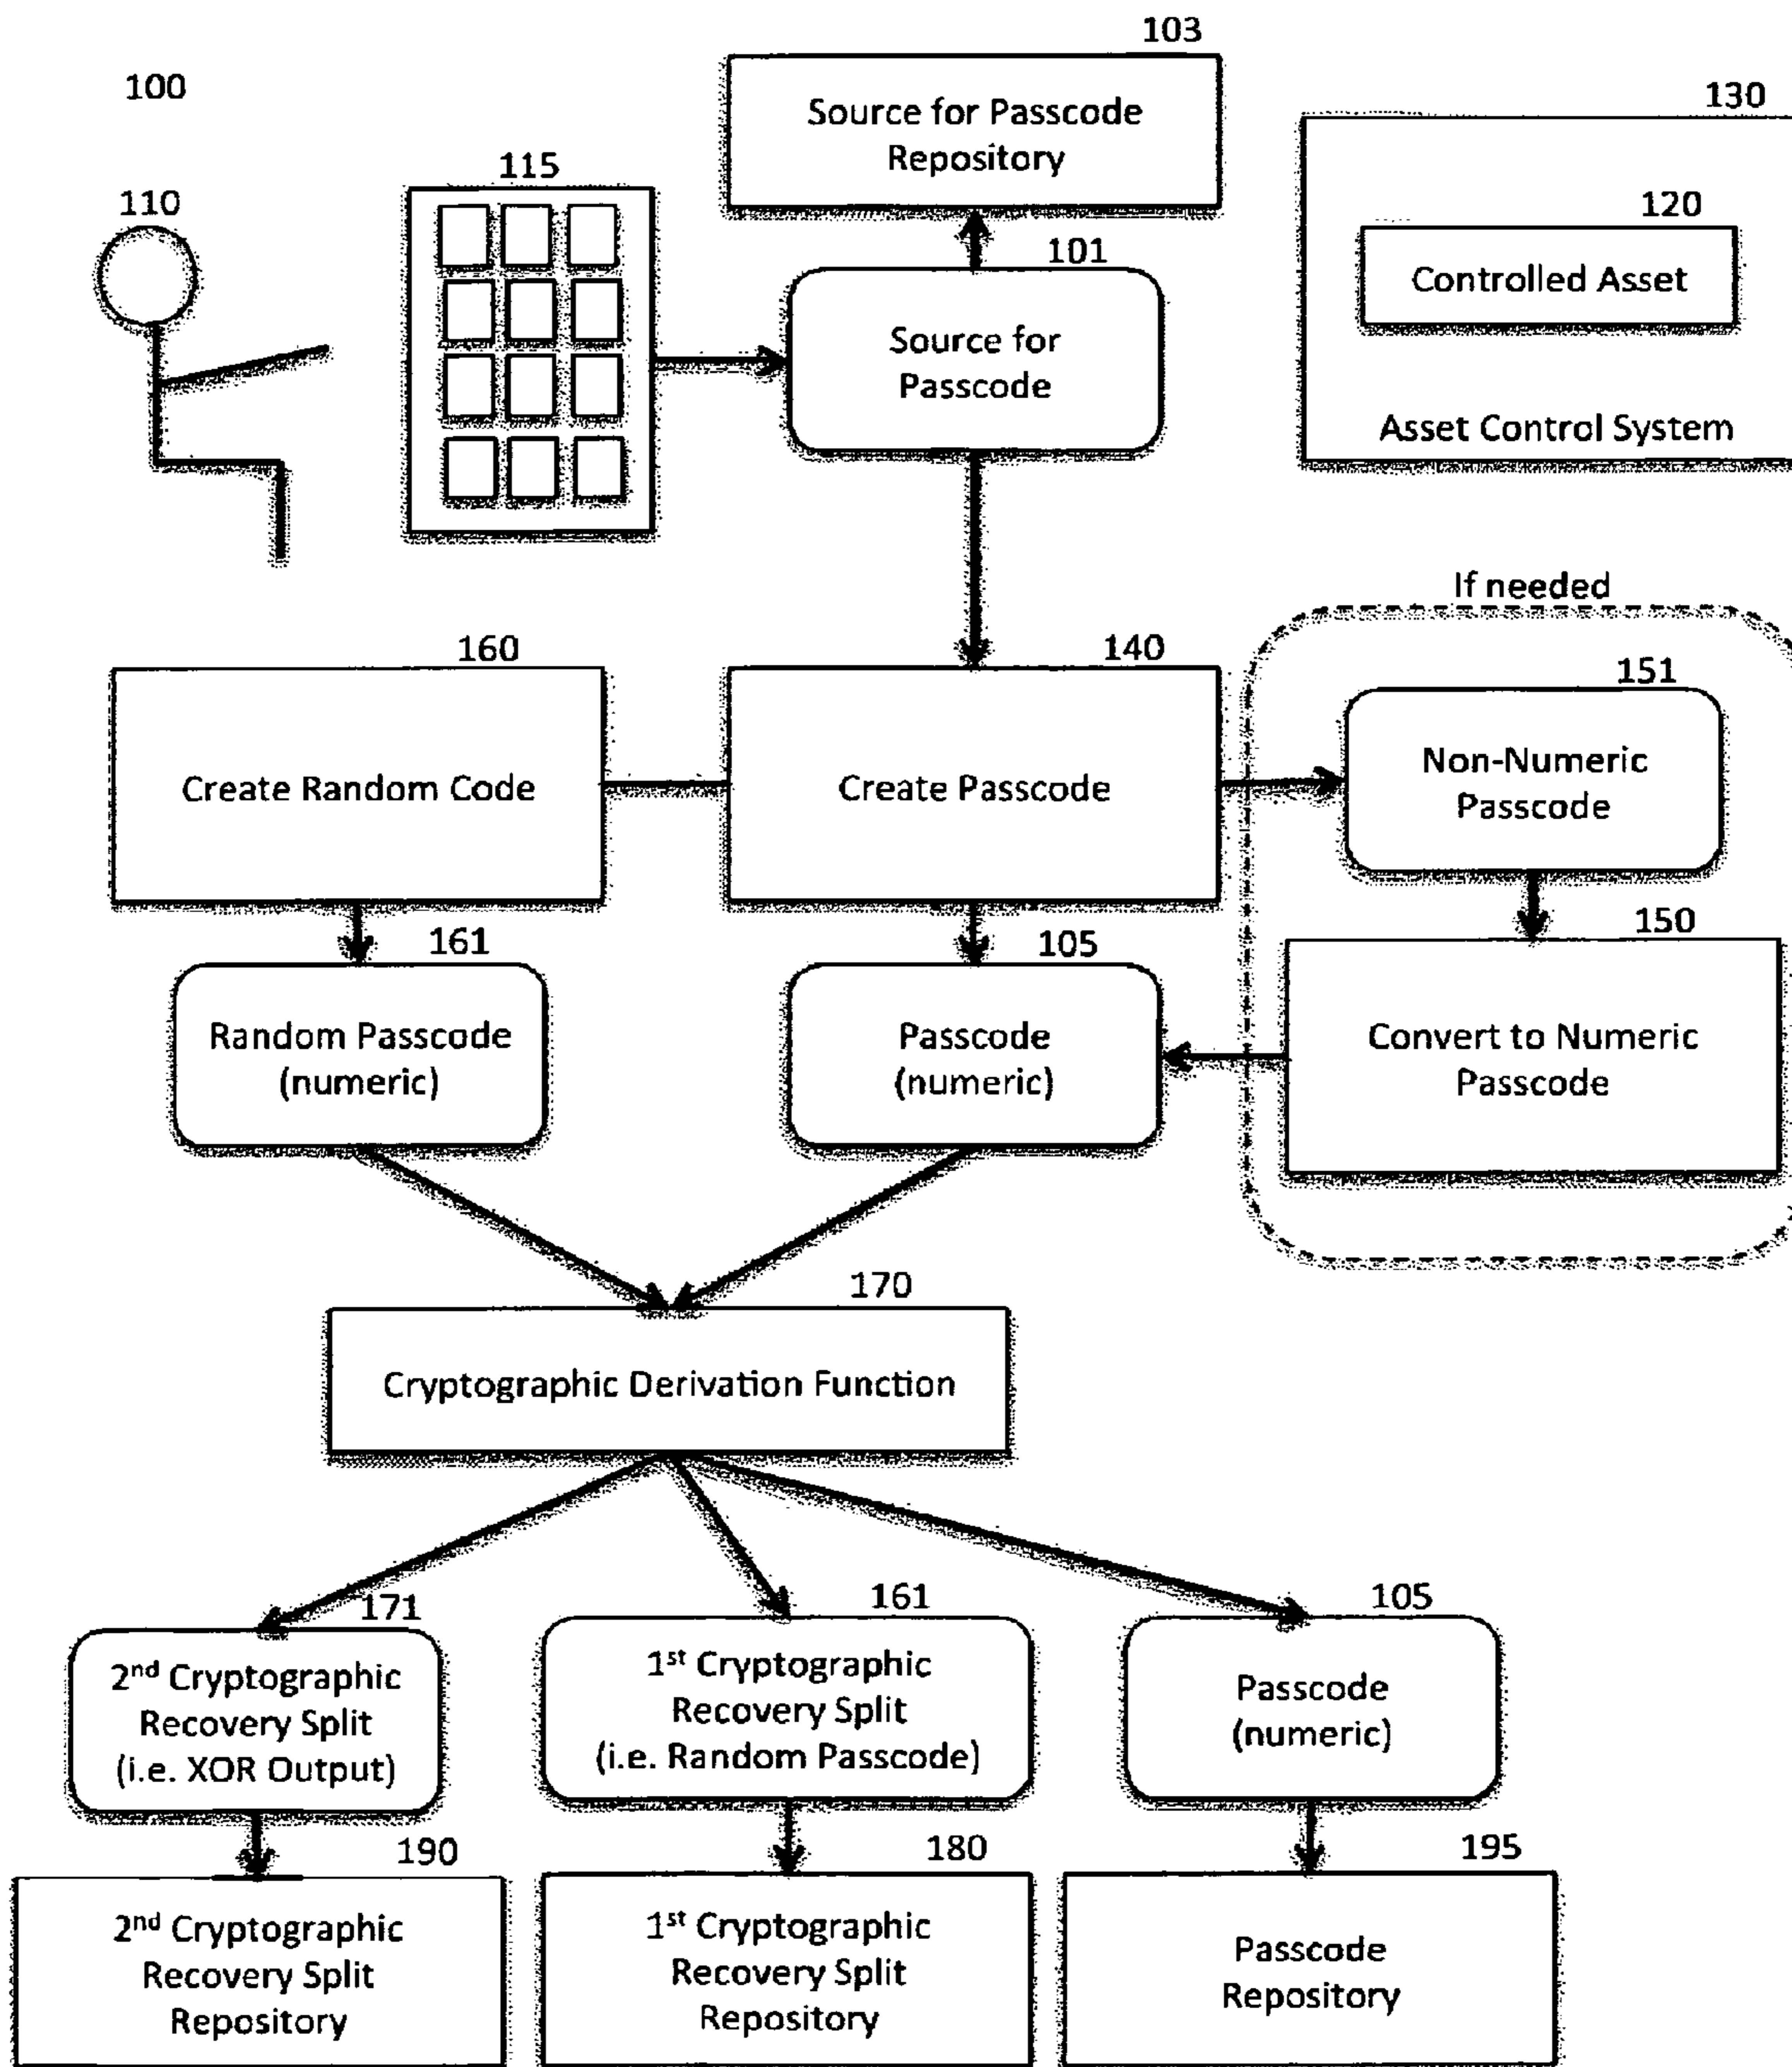 103
100
Source for Passcode
Repository
130
115
110
120
101
Controlled Asset
Source for
Passcode
Asset Control System
If needed
160
140
151
Create Random Code
Create Passcode
Non-Numeric
Passcode
161
105
150
Random Passcode
(numeric)
Passcode
(numeric)
Convert to Numeric
Passcode
170
Cryptographic Derivation Function
171
161
105
2nd Cryptographic
Recovery Split
(i.e. XOR Output)
1st Cryptographic
Recovery Split
(i.e. Random Passcode)
Passcode
(numeric)
190
180
195
2nd Cryptographic
Recovery Split
Repository
1st Cryptographic
Recovery Split
Repository
Passcode
Repository